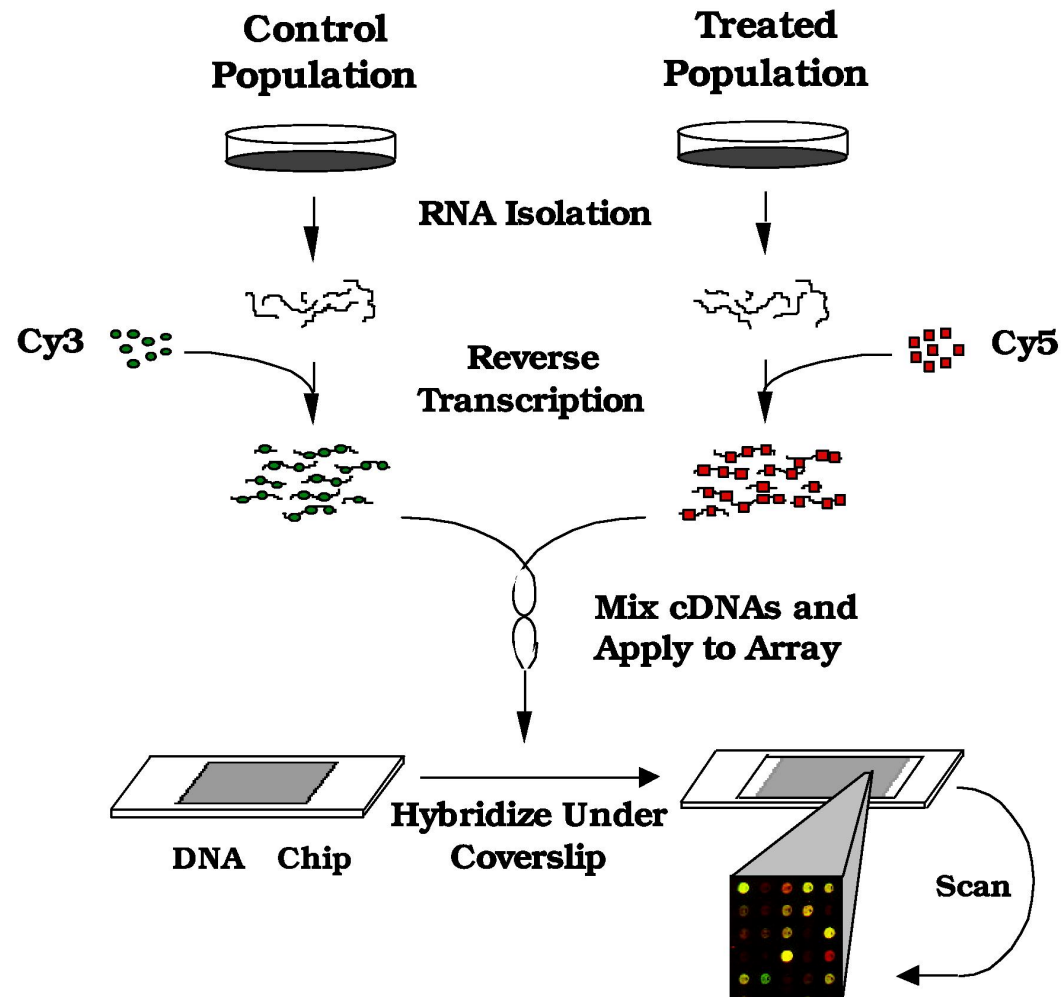 Control
Population
Treated
Population
RNA Isolation
Cy3
Reverse
Transcription
Cy5
Mix cDNAs and
Apply to Array
Hybridize Under
Coverslip
DNA Chip
Scan